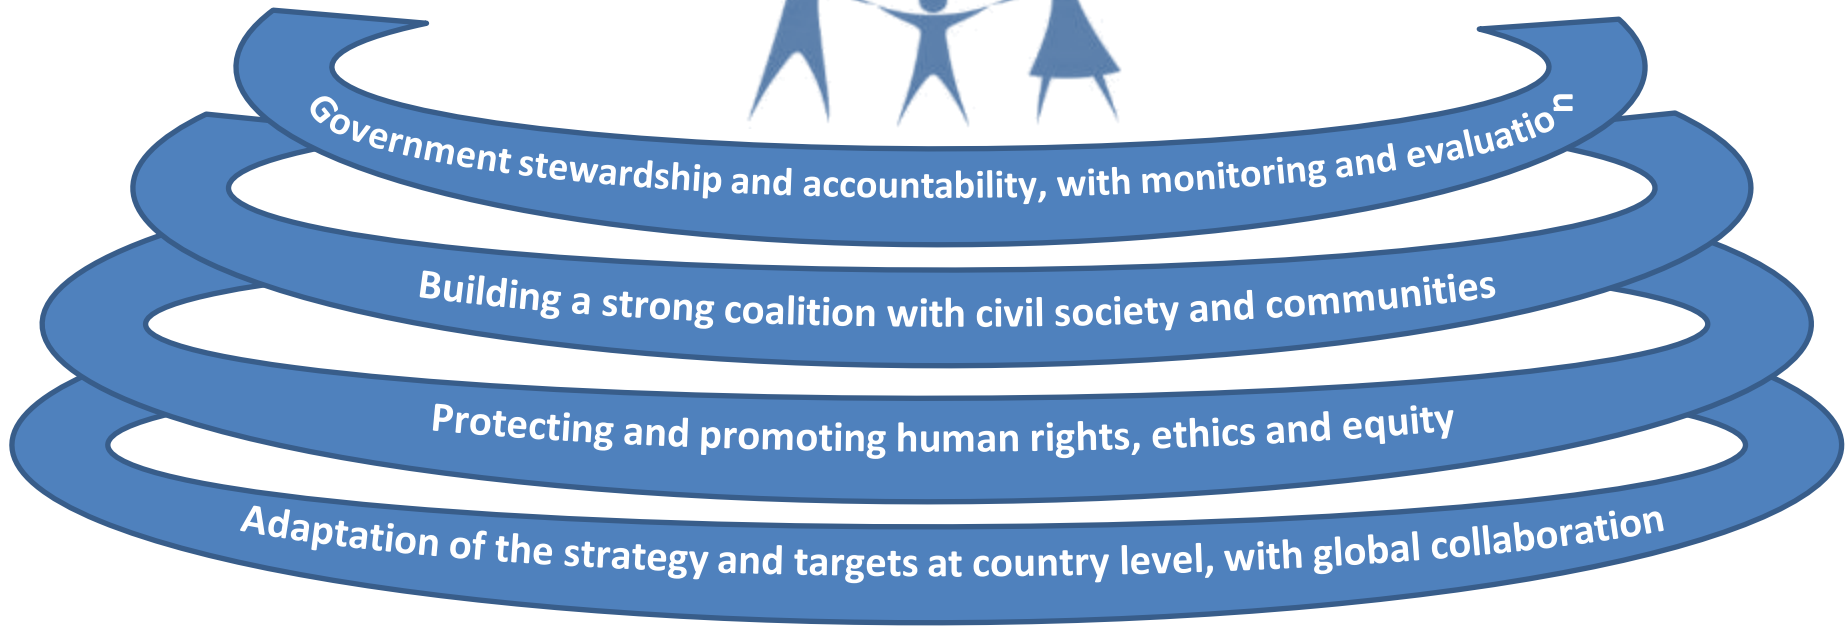 Government stewardship and accountability, with monitoring and evaluation
Building a strong coalition with civil society and communities
Protecting and promoting human rights, ethics and equity
Adaptation of the strategy and targets at country level, with global collaboration